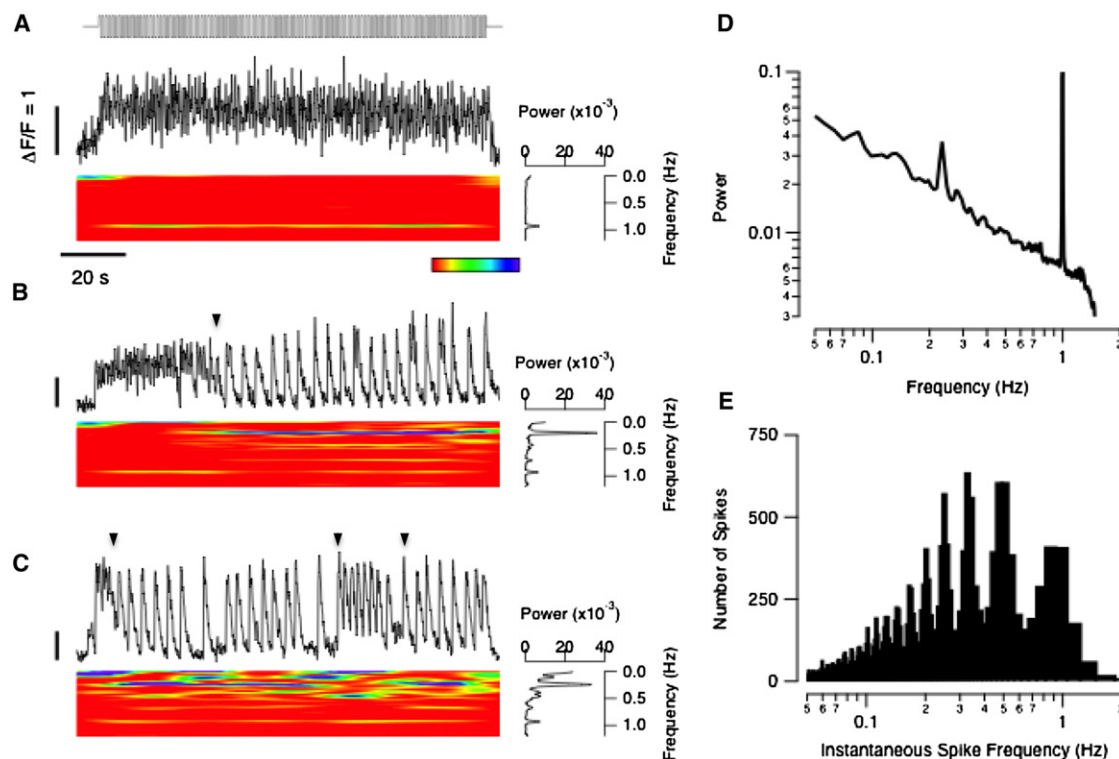 A
ΔF/F = 1
Power (x10⁻³)
0 20 40
0.0
0.5
1.0
Frequency (Hz)
20 s
B
Power (x10⁻³)
0 20 40
0.0
0.5
1.0
Frequency (Hz)
C
Power (x10⁻³)
0 20 40
0.0
0.5
1.0
Frequency (Hz)
D
0.1
6
5
4
3
2
0.01
6
5
4
3
Power
5 6 7 0.1 2 3 4 5 6 7 1 2
Frequency (Hz)
E
750
500
250
0
Number of Spikes
5 6 7 0.1 2 3 4 5 6 7 1 2
Instantaneous Spike Frequency (Hz)